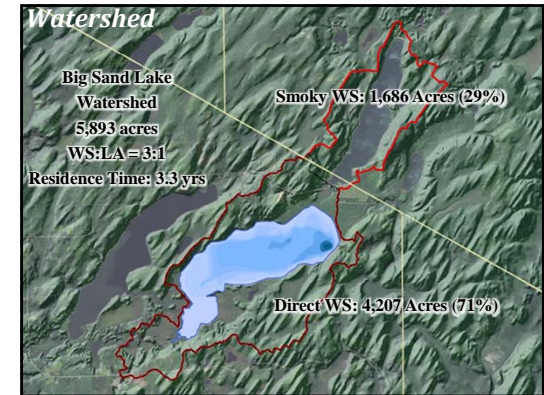 Watershed
Big Sand Lake
Watershed
5,893 acres
WS:LA = 3:1
Residence Time: 3.3 yrs
Smoky WS: 1,686 Acres (29%)
Direct WS: 4,207 Acres (71%)